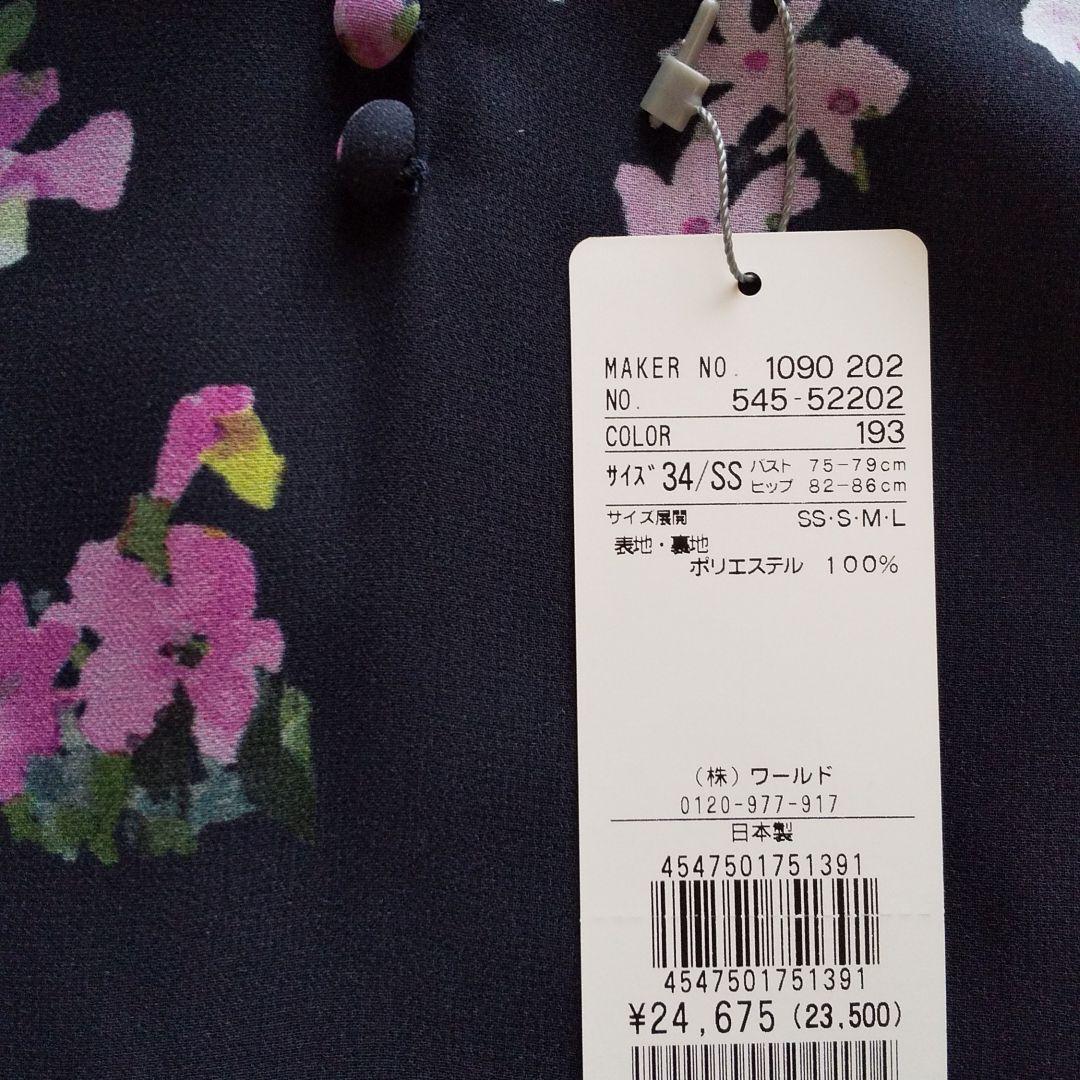 MAKER NO. 1090 202
NO. 545-52202
COLOR 193
サイズ 34/SS バスト 75-79cm
ヒップ 82-86cm
サイズ展開 SS・S・M・L
表地・裏地
ポリエステル 100%
(株)ワールド
0120-977-917
日本製
4547501751391
4547501751391
¥24,675 (23,500)